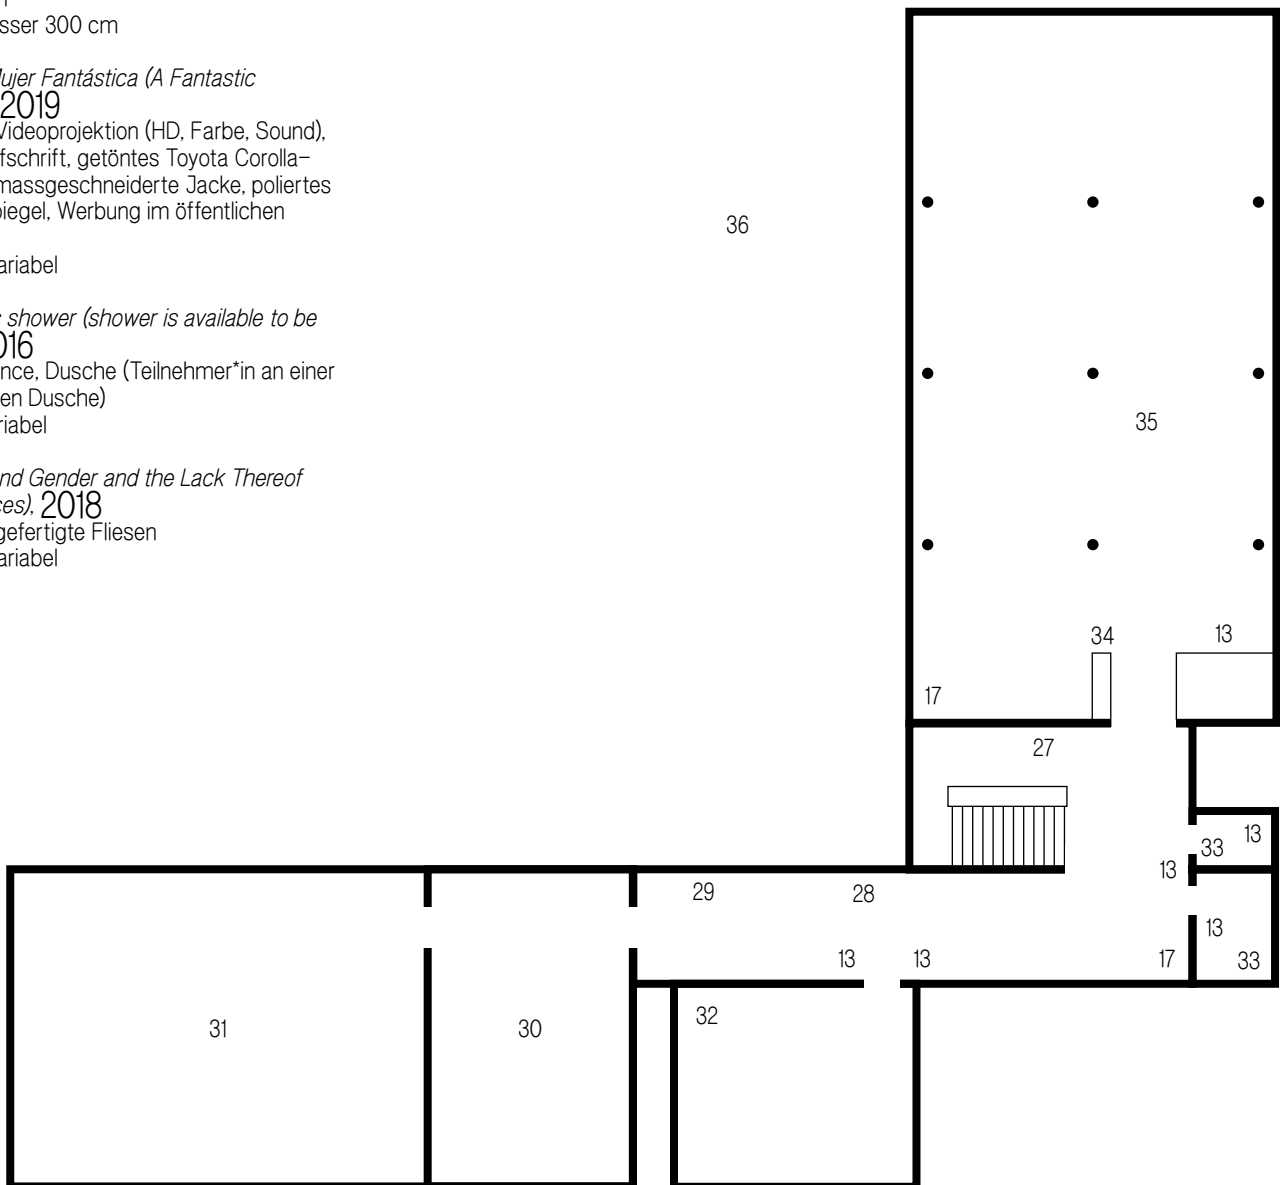 sser 300 cm
ujer Fantástica (A Fantastic
2019
Videoprojektion (HD, Farbe, Sound),
fschrift, getöntes Toyota Corolla–
massgeschneiderte Jacke, poliertes
piegel, Werbung im öffentlichen
ariabel
shower (shower is available to be
016
nce, Dusche (Teilnehmer*in an einer
en Dusche)
riabel
nd Gender and the Lack Thereof
ces), 2018
gefertigte Fliesen
ariabel
36
35
34
13
17
27
33
13
13
29
28
13
13
13
17
33
32
31
30